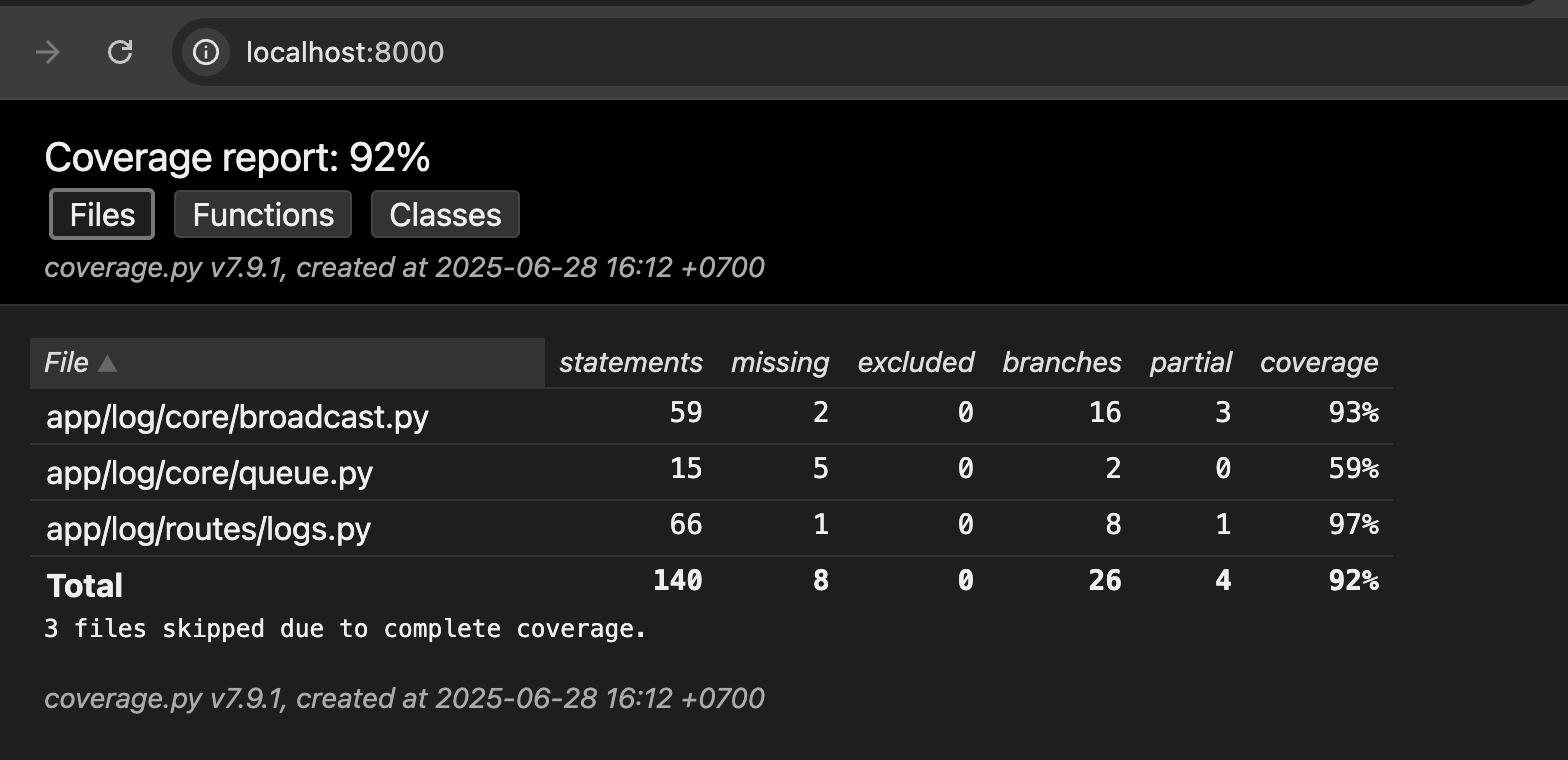 localhost:8000
Coverage report: 92%
Files Functions Classes
coverage.py v7.9.1, created at 2025-06-28 16:12 +0700
File ▲ statements missing excluded branches partial coverage
app/log/core/broadcast.py 59 2 0 16 3 93%
app/log/core/queue.py 15 5 0 2 0 59%
app/log/routes/logs.py 66 1 0 8 1 97%
Total 140 8 0 26 4 92%
3 files skipped due to complete coverage.
coverage.py v7.9.1, created at 2025-06-28 16:12 +0700